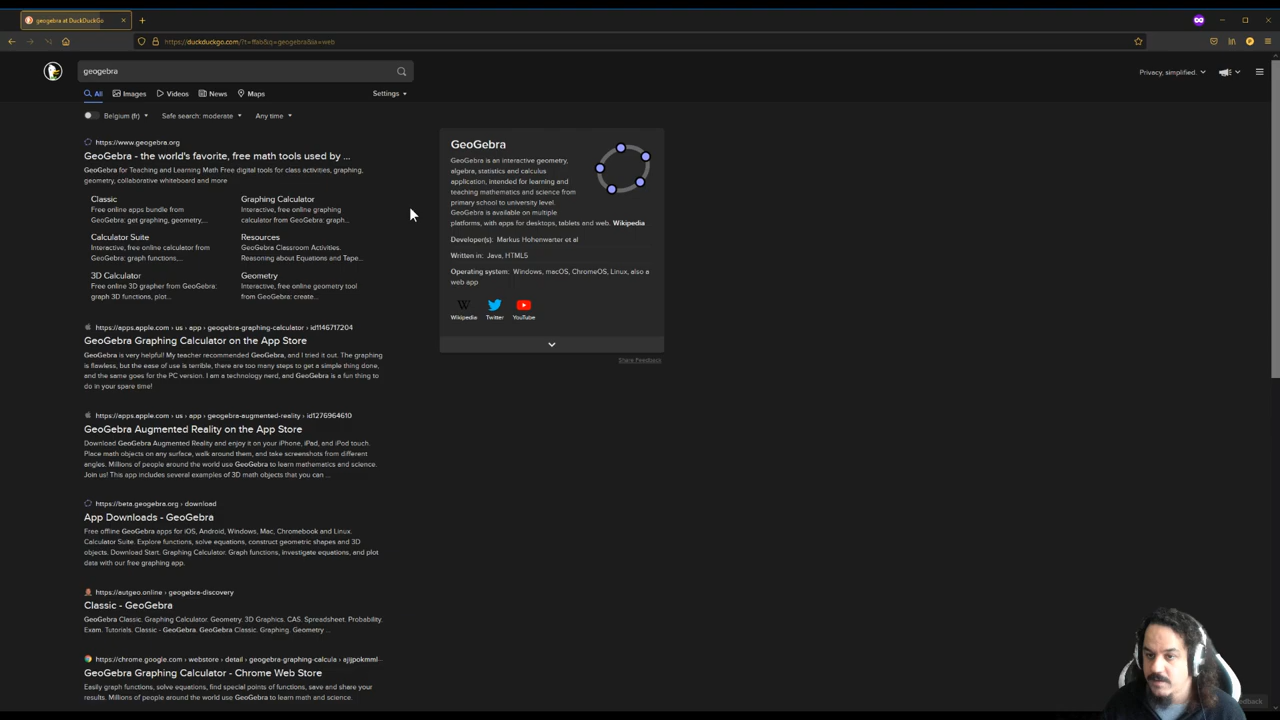 geogebra at DuckDuckGo
https://duckduckgo.com/?t=ffab&q=geogebra&ia=web
geogebra
Privacy, simplified.
All
Images
Videos
News
Maps
Settings
Belgium (fr)
Safe search: moderate
Any time
https://www.geogebra.org
GeoGebra - the world's favorite, free math tools used by ...
GeoGebra for Teaching and Learning Math Free digital tools for class activities, graphing,
geometry, collaborative whiteboard and more
Classic
Free online apps bundle from
GeoGebra: get graphing, geometry,...
Graphing Calculator
Interactive, free online graphing
calculator from GeoGebra: graph...
Calculator Suite
Interactive, free online calculator from
GeoGebra: graph functions,...
Resources
GeoGebra Classroom Activities.
Reasoning about Equations and Tape...
3D Calculator
Free online 3D grapher from GeoGebra:
graph 3D functions, plot...
Geometry
Interactive, free online geometry tool
from GeoGebra: create...
https://apps.apple.com › us › app › geogebra-graphing-calculator › id1146717204
GeoGebra Graphing Calculator on the App Store
GeoGebra is very helpful! My teacher recommended GeoGebra, and I tried it out. The graphing
is flawless, but the ease of use is terrible, there are too many steps to get a simple thing done,
and the same goes for the PC version. I am a technology nerd, and GeoGebra is a fun thing to
do in your spare time!
https://apps.apple.com › us › app › geogebra-augmented-reality › id1276964610
GeoGebra Augmented Reality on the App Store
Download GeoGebra Augmented Reality and enjoy it on your iPhone, iPad, and iPod touch.
Place math objects on any surface, walk around them, and take screenshots from different
angles. Millions of people around the world use GeoGebra to learn mathematics and science.
Join us! This app includes several examples of 3D math objects that you can ...
https://beta.geogebra.org › download
App Downloads - GeoGebra
Free offline GeoGebra apps for iOS, Android, Windows, Mac, Chromebook and Linux.
Calculator Suite. Explore functions, solve equations, construct geometric shapes and 3D
objects. Download Start. Graphing Calculator. Graph functions, investigate equations, and plot
data with our free graphing app.
https://autgeo.online › geogebra-discovery
Classic - GeoGebra
GeoGebra Classic. Graphing Calculator. Geometry. 3D Graphics. CAS. Spreadsheet. Probability.
Exam. Tutorials. Classic - GeoGebra. GeoGebra Classic. Graphing. Geometry ...
https://chrome.google.com › webstore › detail › geogebra-graphing-calcula › ajijpokmml...
GeoGebra Graphing Calculator - Chrome Web Store
Easily graph functions, solve equations, find special points of functions, save and share your
results. Millions of people around the world use GeoGebra to learn math and science.
GeoGebra
GeoGebra is an interactive geometry,
algebra, statistics and calculus
application, intended for learning and
teaching mathematics and science from
primary school to university level.
GeoGebra is available on multiple
platforms, with apps for desktops, tablets and web. Wikipedia
Developer(s): Markus Hohenwarter et al
Written in: Java, HTML5
Operating system: Windows, macOS, ChromeOS, Linux, also a
web app
Wikipedia
Twitter
YouTube
Share Feedback